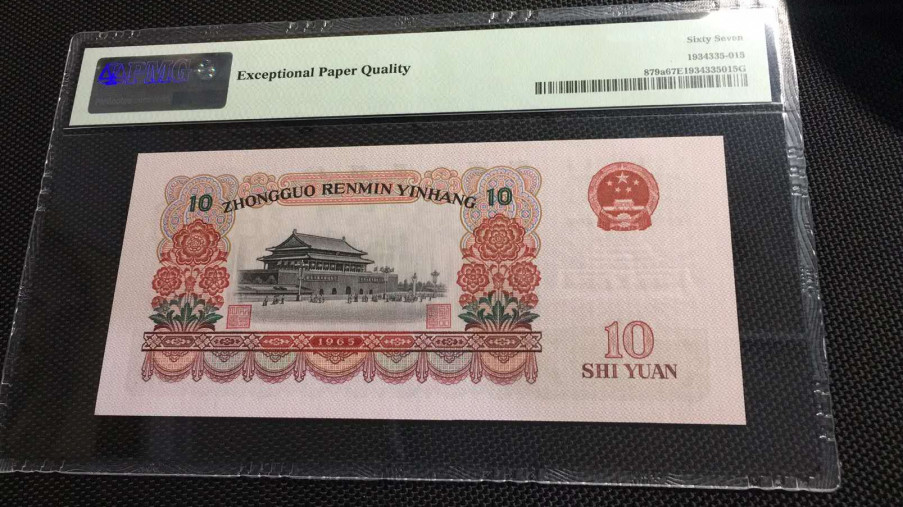 PMG
Exceptional Paper Quality
Sixty Seven
1934335-015
879a67E1934335015G
10 ZHONGGUO RENMIN YINHANG 10
1965
10
SHI YUAN